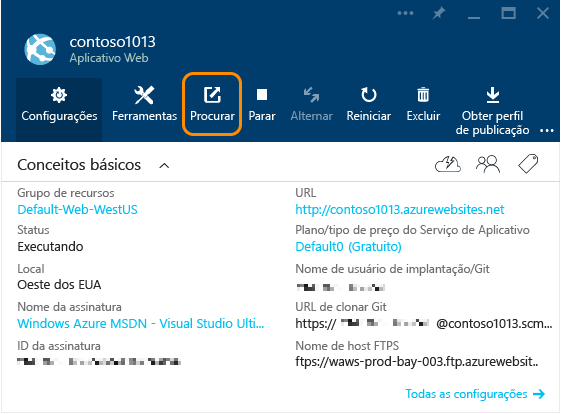 contoso1013
Aplicativo Web
Configurações
Ferramentas
Procurar
Parar
Alternar
Reiniciar
Excluir
Obter perfil
de publicação
Conceitos básicos
Grupo de recursos
Default-Web-WestUS
Status
Executando
Local
Oeste dos EUA
Nome da assinatura
Windows Azure MSDN - Visual Studio Ulti...
ID da assinatura
URL
http://contoso1013.azurewebsites.net
Plano/tipo de preço do Serviço de Aplicativo
Default0 (Gratuito)
Nome de usuário de implantação/Git
URL de clonar Git
https:// @contoso1013.scm...
Nome de host FTPS
ftps://waws-prod-bay-003.ftp.azurewebsit..
Todas as configurações